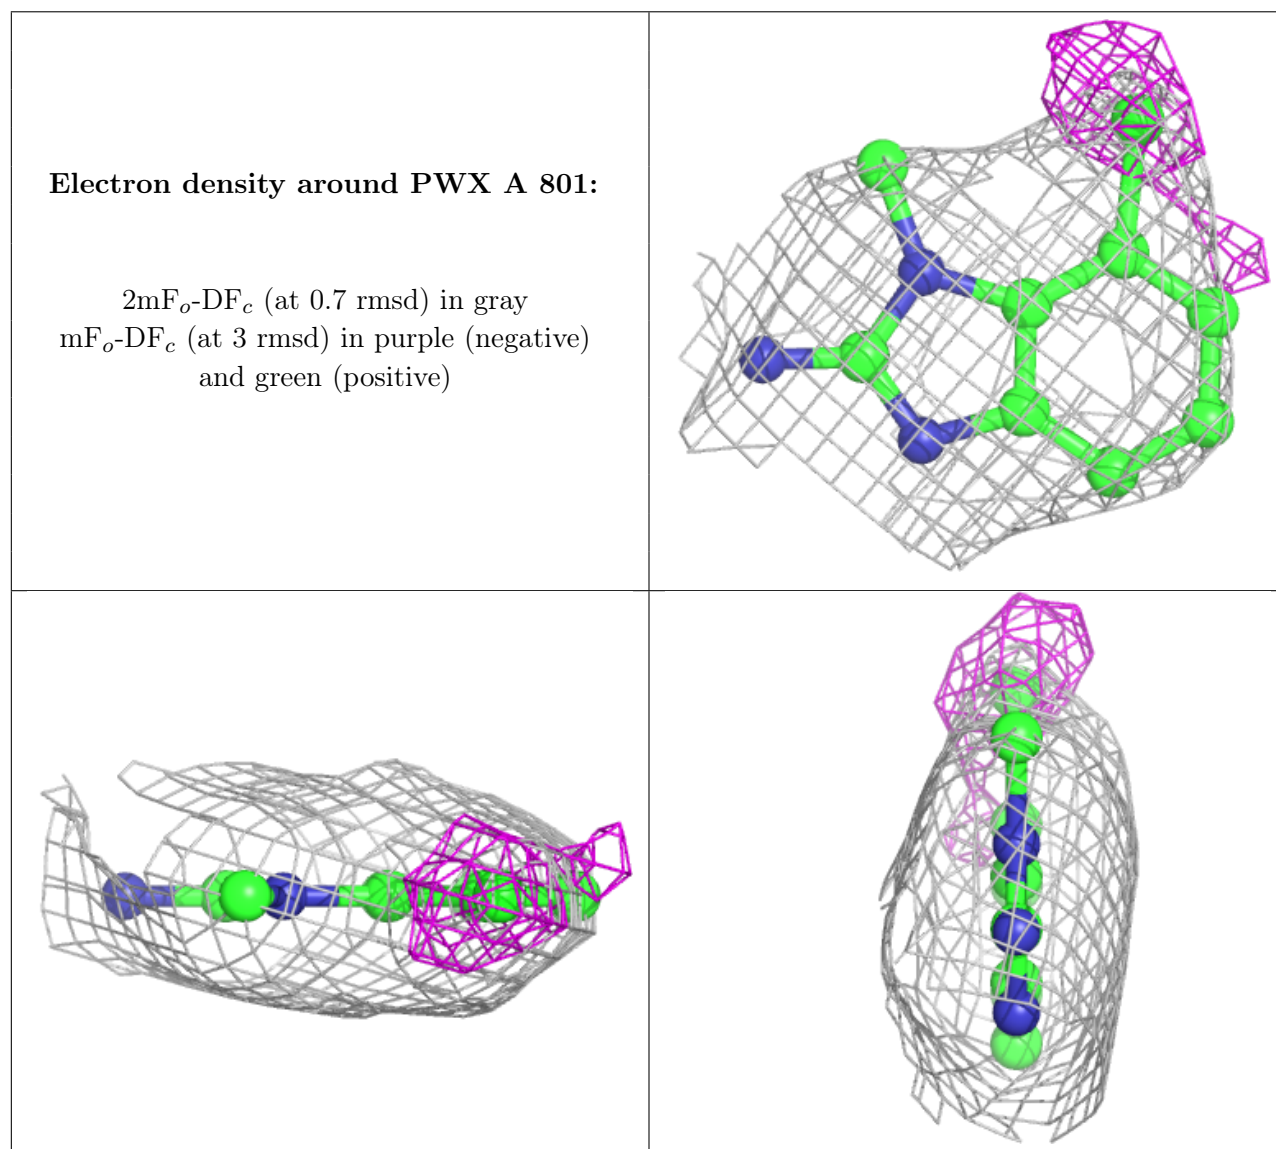 Electron density around PWX A 801:
2mFo-DFc (at 0.7 rmsd) in gray
mFo-DFc (at 3 rmsd) in purple (negative)
and green (positive)